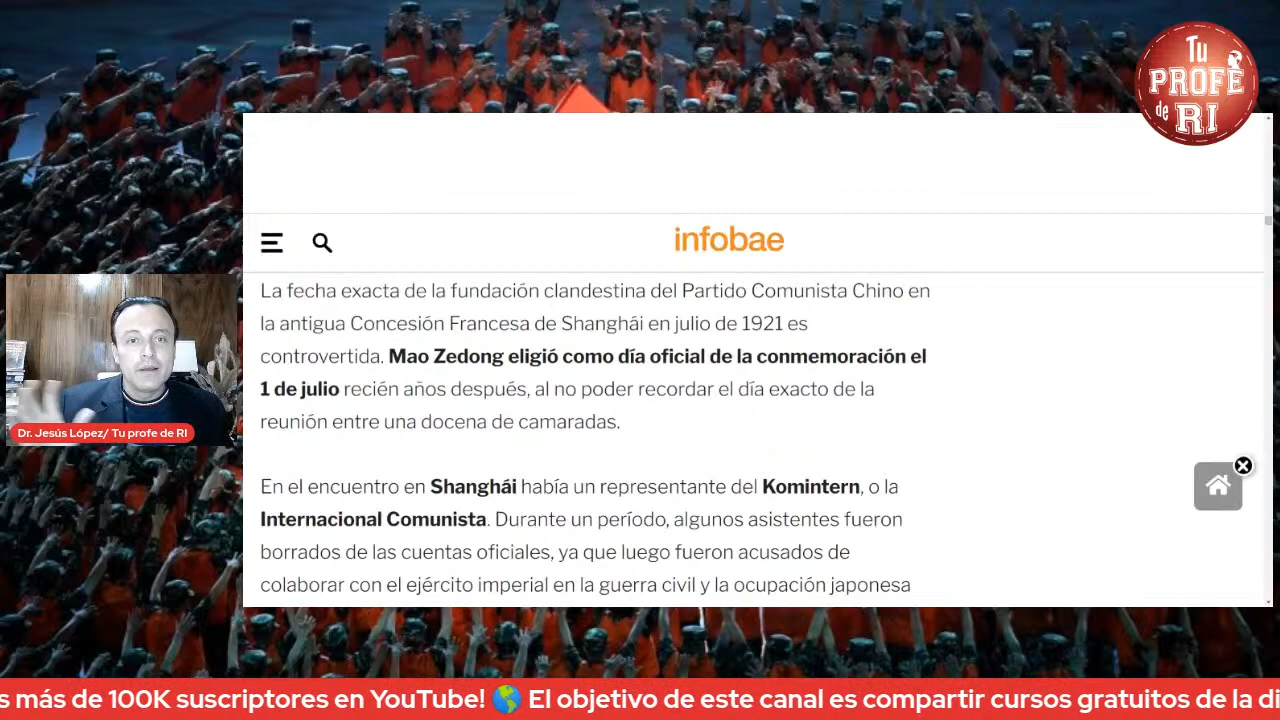 Tu
PROFE
de RI
infobae
La fecha exacta de la fundación clandestina del Partido Comunista Chino en
la antigua Concesión Francesa de Shanghái en julio de 1921 es
controvertida. Mao Zedong eligió como día oficial de la conmemoración el
1 de julio recién años después, al no poder recordar el día exacto de la
reunión entre una docena de camaradas.
En el encuentro en Shanghái había un representante del Komintern, o la
Internacional Comunista. Durante un período, algunos asistentes fueron
borrados de las cuentas oficiales, ya que luego fueron acusados de
colaborar con el ejército imperial en la guerra civil y la ocupación japonesa
Dr. Jesús López/ Tu profe de RI
s más de 100K suscriptores en YouTube! 🌎 El objetivo de este canal es compartir cursos gratuitos de la di